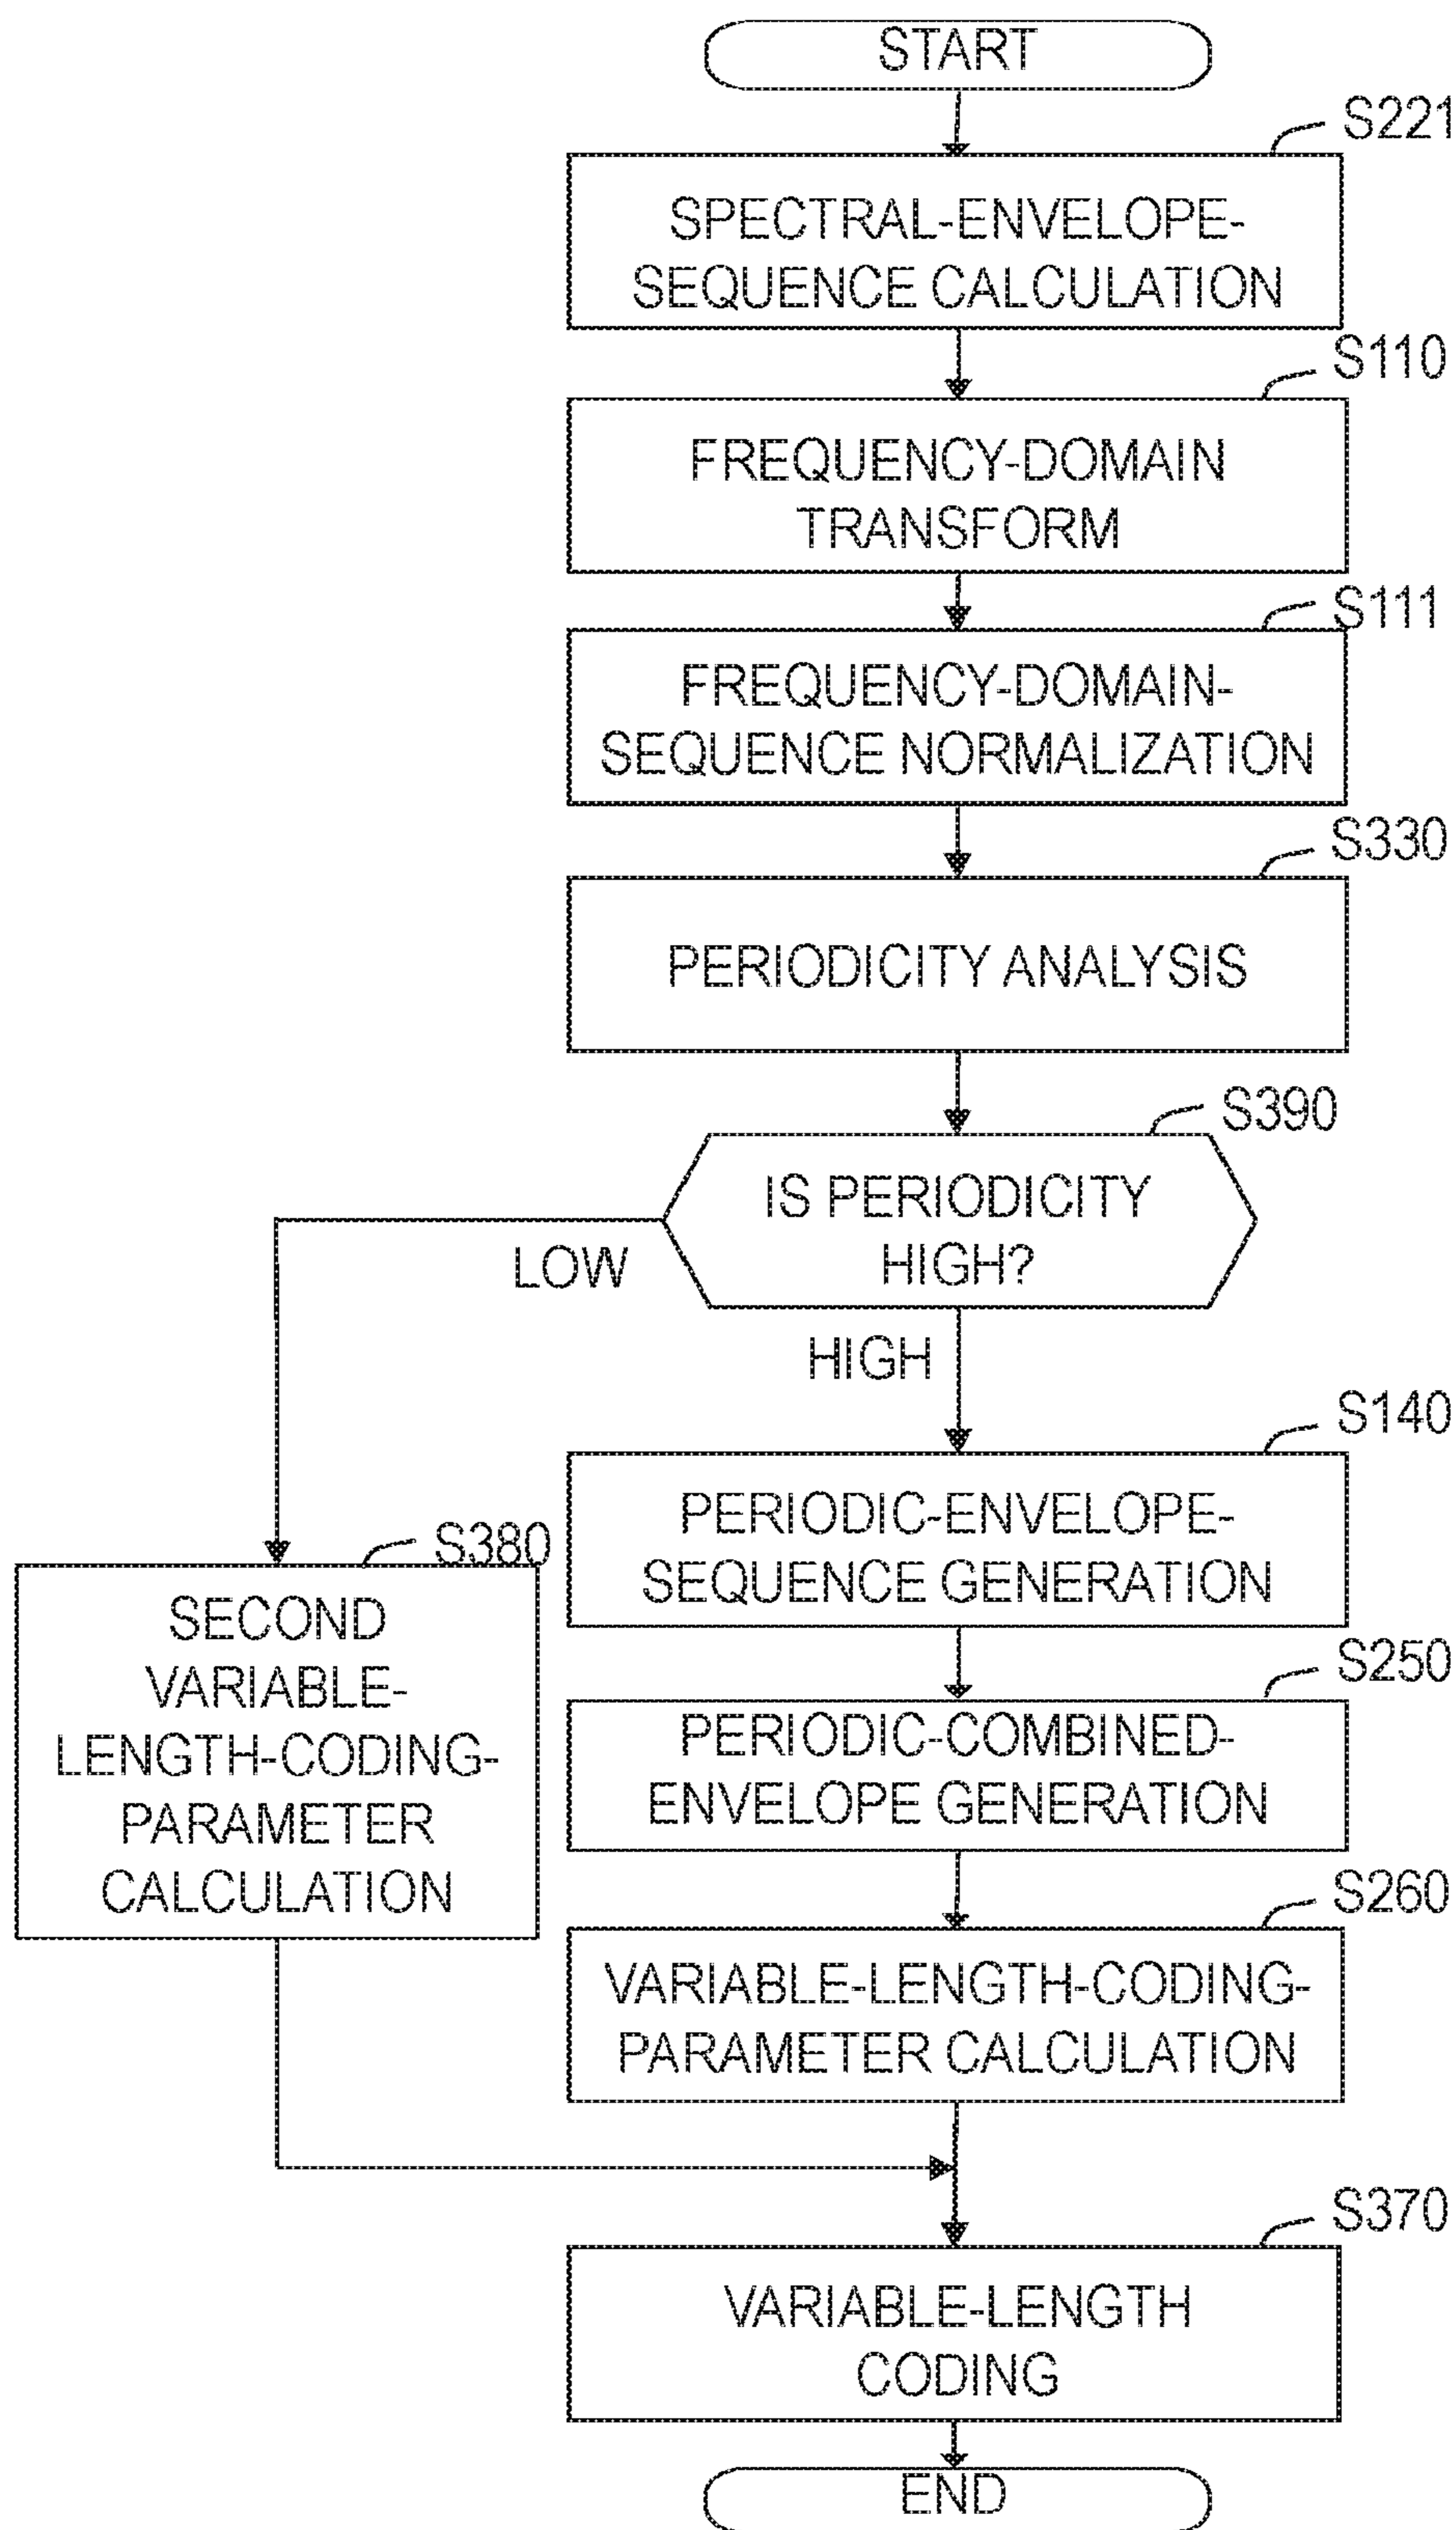 START
S221
SPECTRAL-ENVELOPE-
SEQUENCE CALCULATION
S110
FREQUENCY-DOMAIN
TRANSFORM
S111
FREQUENCY-DOMAIN-
SEQUENCE NORMALIZATION
S330
PERIODICITY ANALYSIS
S390
IS PERIODICITY
HIGH?
LOW
HIGH
S140
PERIODIC-ENVELOPE-
SEQUENCE GENERATION
S380
SECOND
VARIABLE-
LENGTH-CODING-
PARAMETER
CALCULATION
S250
PERIODIC-COMBINED-
ENVELOPE GENERATION
S260
VARIABLE-LENGTH-CODING-
PARAMETER CALCULATION
S370
VARIABLE-LENGTH
CODING
END